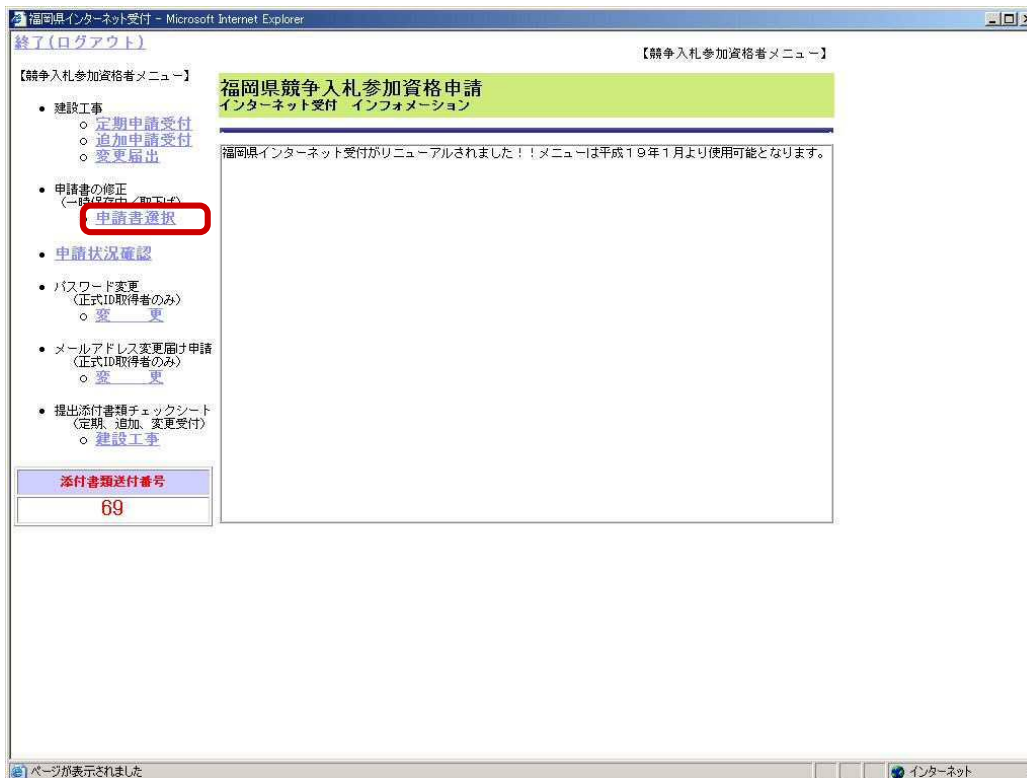 福岡県インターネット受付 - Microsoft Internet Explorer
終了(ログアウト)
【競争入札参加資格者メニュー】
建設工事
定期申請受付
追加申請受付
変更届出
申請書の修正
(一時保存中/取下げ)
申請書選択
申請状況確認
パスワード変更
(正式ID取得者のみ)
変 更
メールアドレス変更届け申請
(正式ID取得者のみ)
変 更
提出添付書類チェックシート
(定期、追加、変更受付)
建設工事
添付書類送付番号
69
【競争入札参加資格者メニュー】
福岡県競争入札参加資格申請
インターネット受付 インフォメーション
福岡県インターネット受付がリニューアルされました!!メニューは平成19年1月より使用可能となります。
ページが表示されました
インターネット